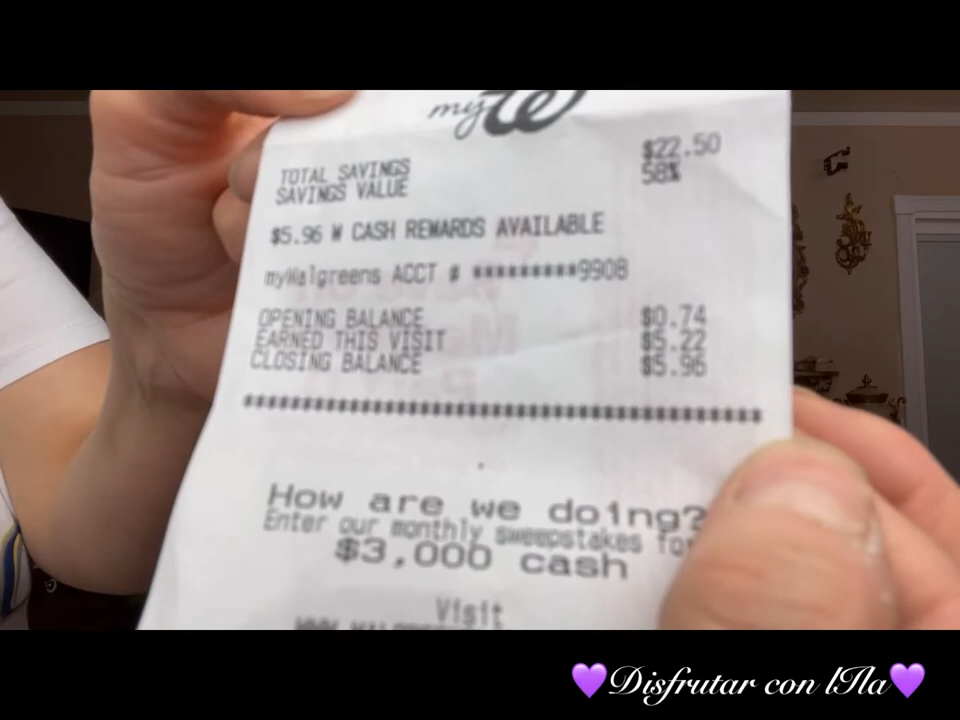 my W
TOTAL SAVINGS $22.50
SAVINGS VALUE 58%
$5.96 W CASH REWARDS AVAILABLE
myWalgreens ACCT # *********9908
OPENING BALANCE $0.74
EARNED THIS VISIT $5.22
CLOSING BALANCE $5.96
How are we doing?
Enter our monthly sweepstakes for
$3,000 cash
Visit
💜Disfrutar con lIla💜